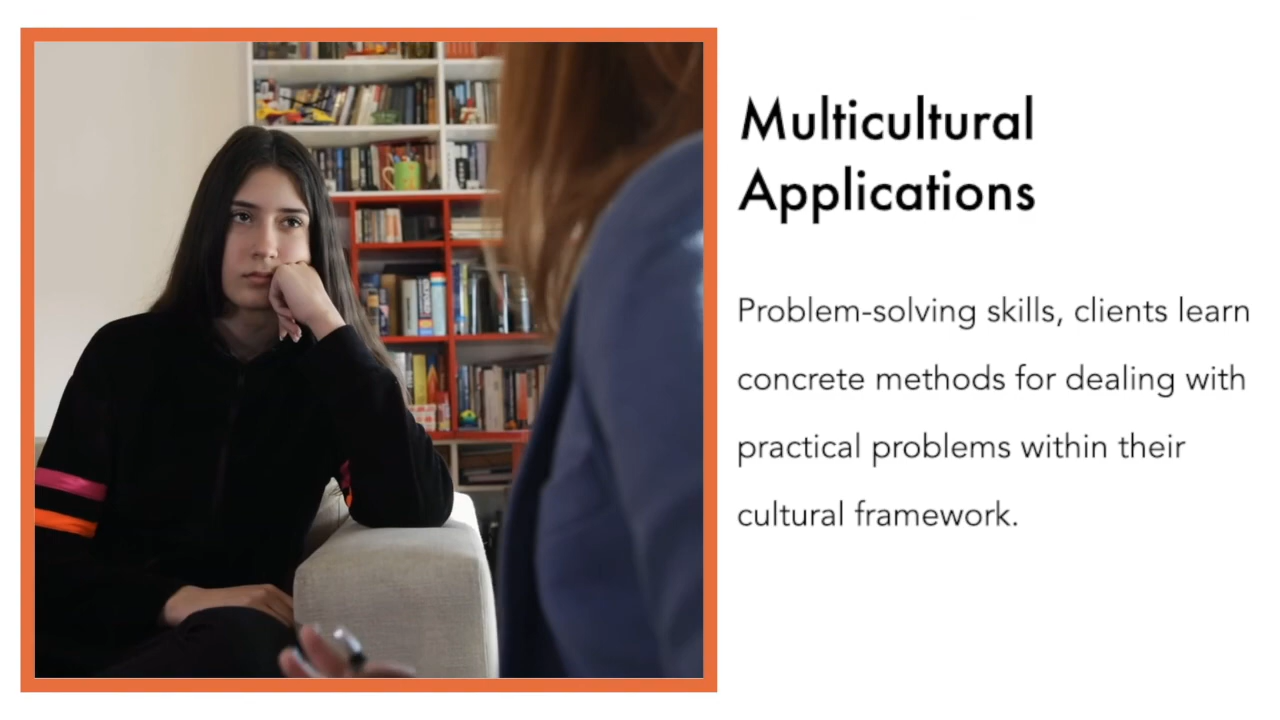 Multicultural
Applications
Problem-solving skills, clients learn
concrete methods for dealing with
practical problems within their
cultural framework.